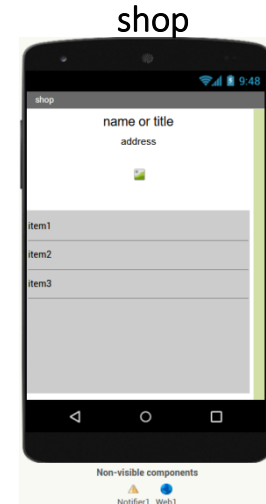 shop
9:48
shop
name or title
address
item1
item2
item3
Non-visible components
Notifier1 Web1